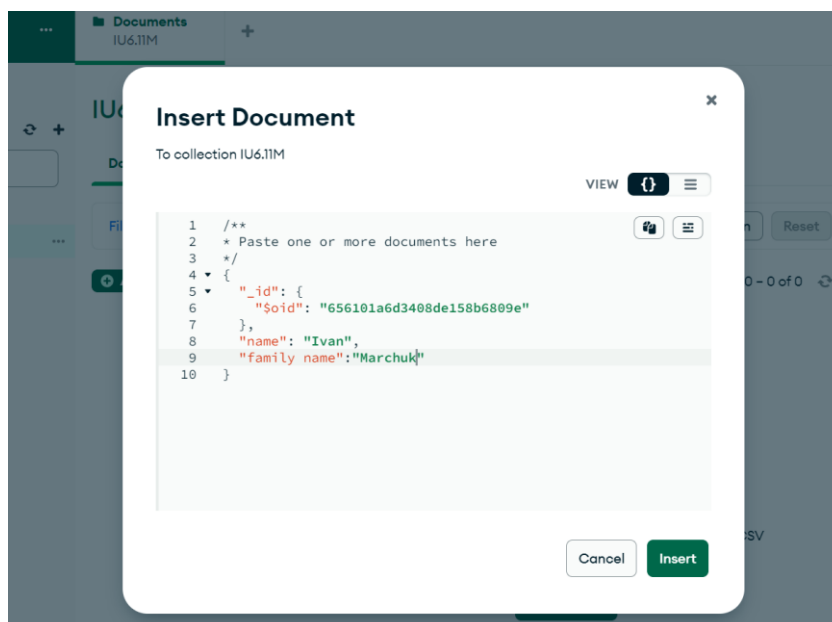 Documents
IU6.11M
Insert Document
To collection IU6.11M
VIEW {}
1 /**
2 * Paste one or more documents here
3 */
4 {
5 "_id": {
6 "$oid": "656101a6d3408de158b6809e"
7 },
8 "name": "Ivan",
9 "family name":"Marchuk"
10 }
Reset
0 – 0 of 0
Cancel
Insert